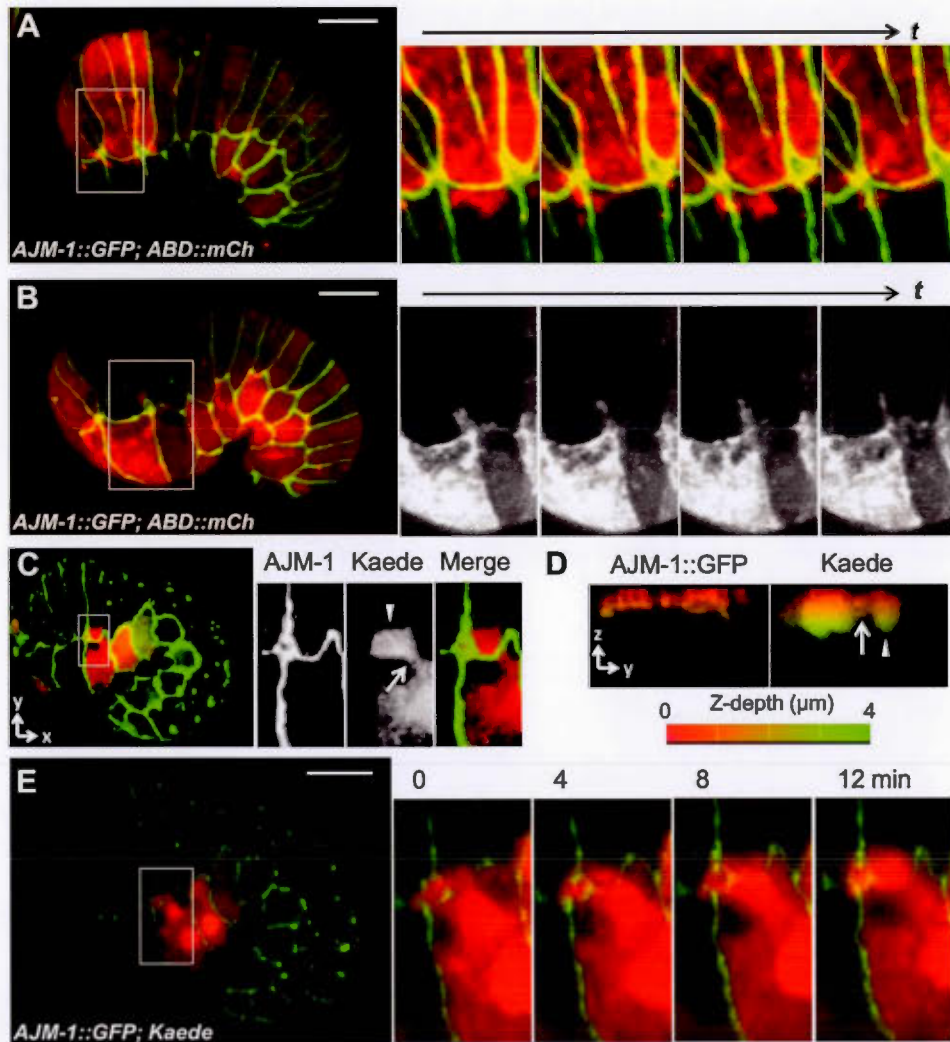 A
t
AJM-1::GFP; ABD::mCh
B
t
AJM-1::GFP; ABD::mCh
C
AJM-1 Kaede Merge
y
x
D
AJM-1::GFP Kaede
z
y
Z-depth (μm)
0 4
E
0 4 8 12 min
AJM-1::GFP; Kaede